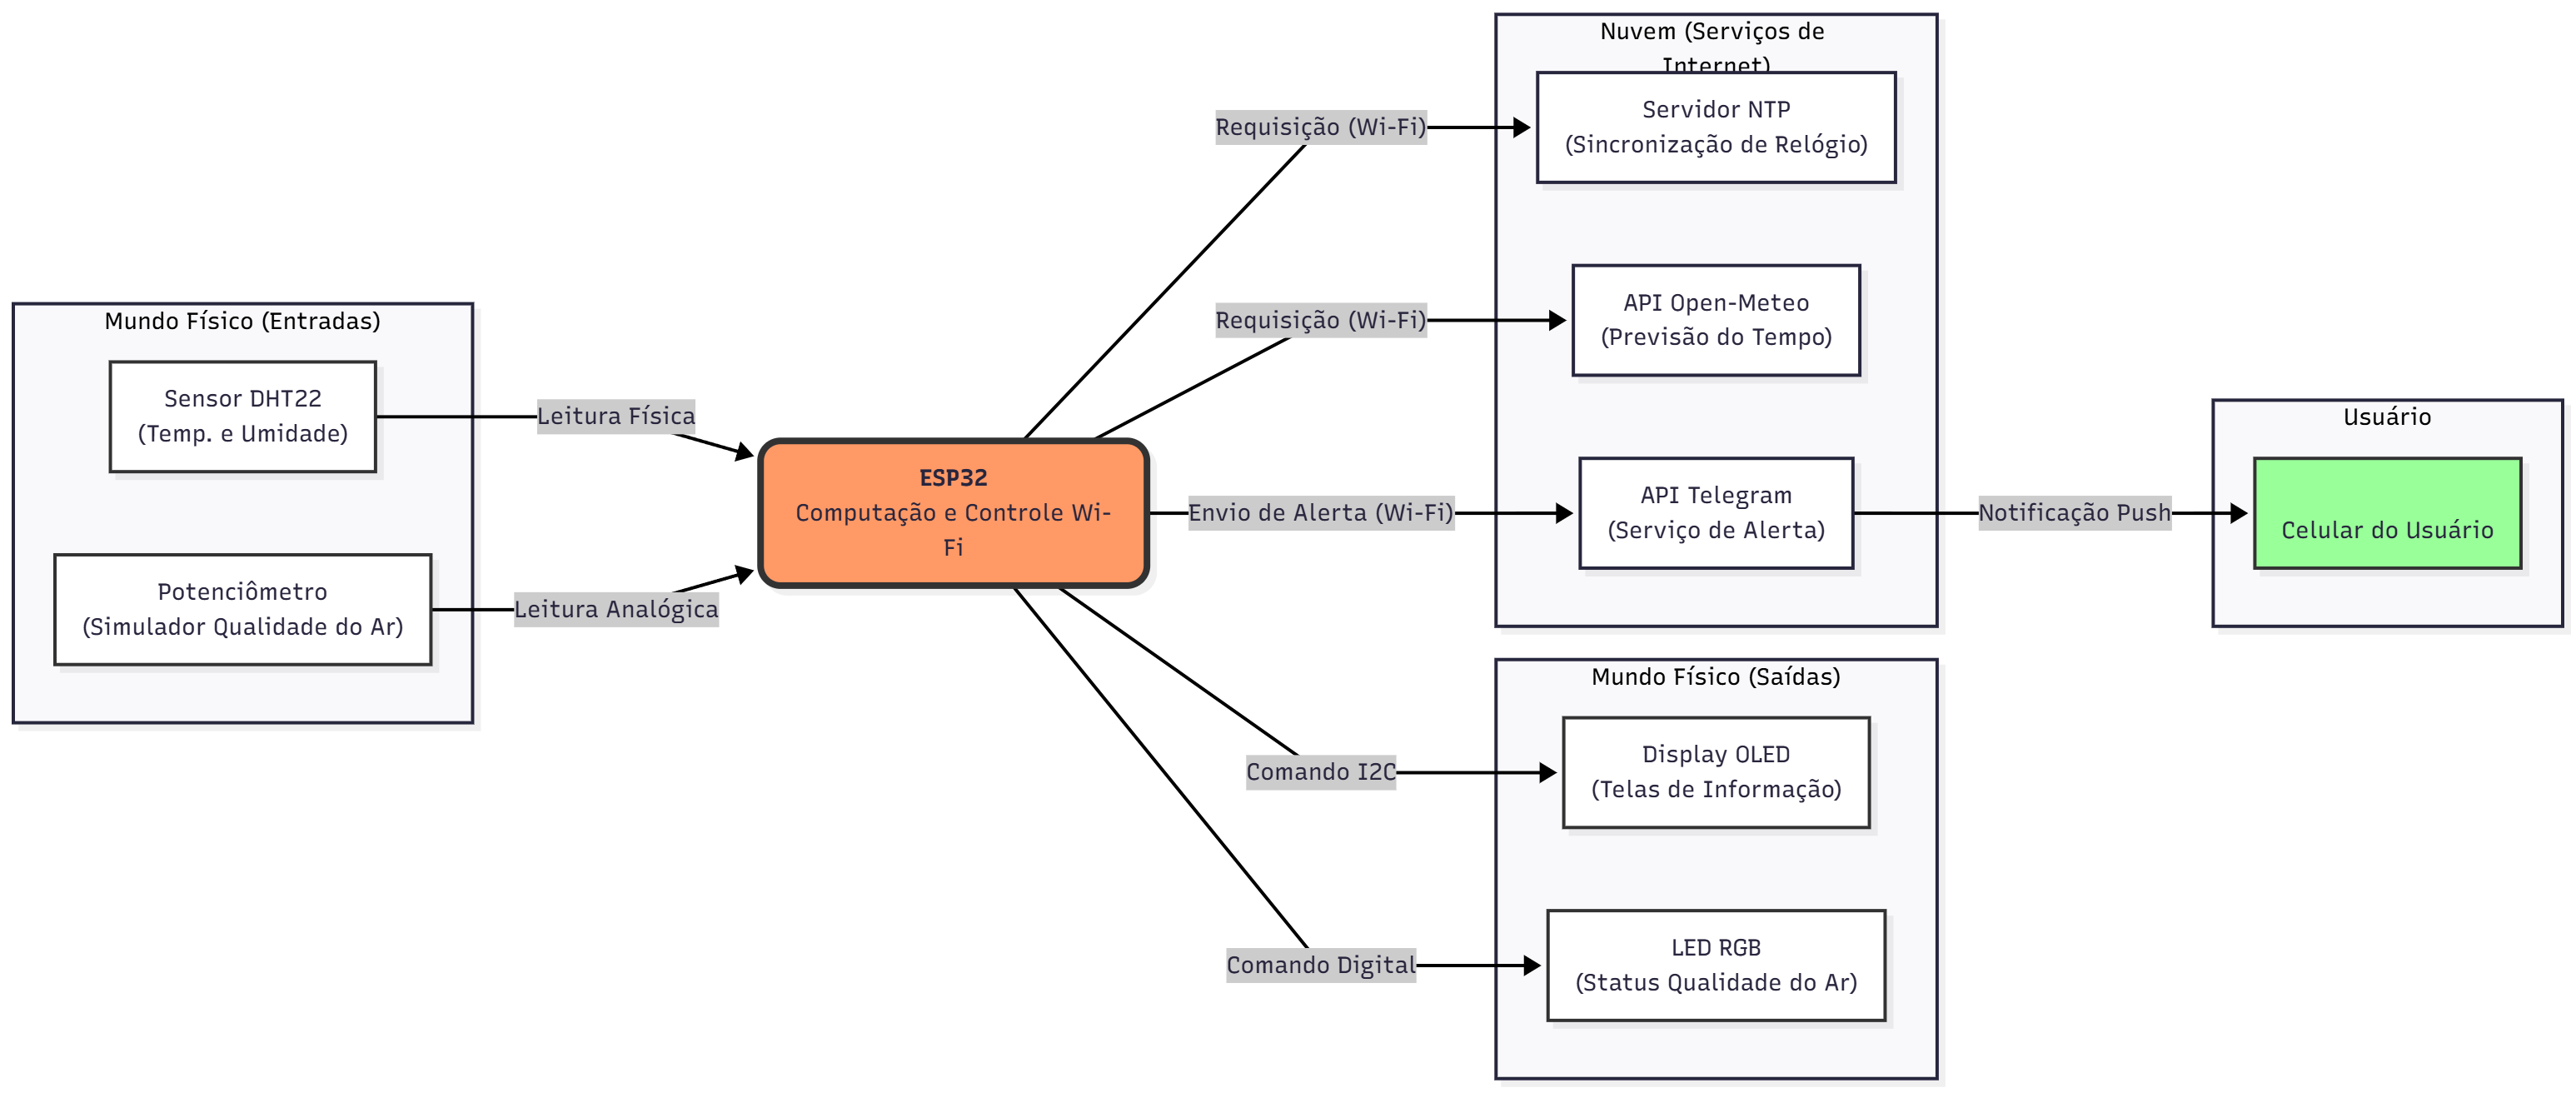 Mundo Físico (Entradas)
Sensor DHT22
(Temp. e Umidade)
Potenciômetro
(Simulador Qualidade do Ar)
Leitura Física
Leitura Analógica
ESP32
Computação e Controle Wi-
Fi
Requisição (Wi-Fi)
Requisição (Wi-Fi)
Envio de Alerta (Wi-Fi)
Comando I2C
Comando Digital
Nuvem (Serviços de
Internet)
Servidor NTP
(Sincronização de Relógio)
API Open-Meteo
(Previsão do Tempo)
API Telegram
(Serviço de Alerta)
Mundo Físico (Saídas)
Display OLED
(Telas de Informação)
LED RGB
(Status Qualidade do Ar)
Notificação Push
Usuário
Celular do Usuário